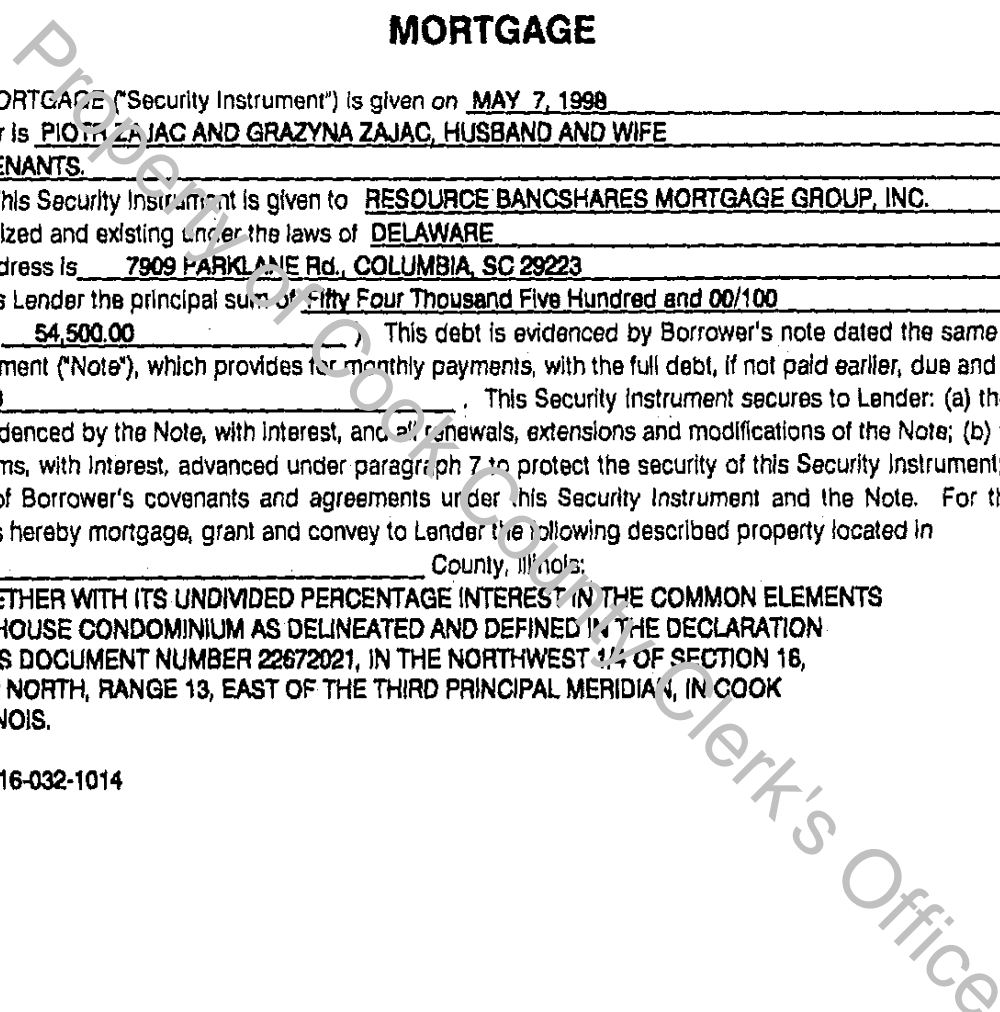 MORTGAGE
ORTGAGE ("Security Instrument") is given on MAY 7, 1998
r is PIOTR ZAJAC AND GRAZYNA ZAJAC, HUSBAND AND WIFE
ENANTS.
his Security Instrument is given to RESOURCE BANCSHARES MORTGAGE GROUP, INC.
ized and existing under the laws of DELAWARE
dress is 7909 PARKLANE Rd., COLUMBIA, SC 29223
s Lender the principal sum of Fifty Four Thousand Five Hundred and 00/100
54,500.00 ) This debt is evidenced by Borrower's note dated the same
ment ("Note"), which provides for monthly payments, with the full debt, if not paid earlier, due and
. This Security Instrument secures to Lender: (a) th
denced by the Note, with interest, and all renewals, extensions and modifications of the Note; (b)
ms, with interest, advanced under paragraph 7 to protect the security of this Security Instrument;
of Borrower's covenants and agreements under this Security Instrument and the Note. For th
s hereby mortgage, grant and convey to Lender the following described property located in
County, Illinois:
ETHER WITH ITS UNDIVIDED PERCENTAGE INTEREST IN THE COMMON ELEMENTS
HOUSE CONDOMINIUM AS DELINEATED AND DEFINED IN THE DECLARATION
S DOCUMENT NUMBER 22672021, IN THE NORTHWEST 1/4 OF SECTION 16,
NORTH, RANGE 13, EAST OF THE THIRD PRINCIPAL MERIDIAN, IN COOK
NOIS.
16-032-1014
Property of Cook County Clerk's Office